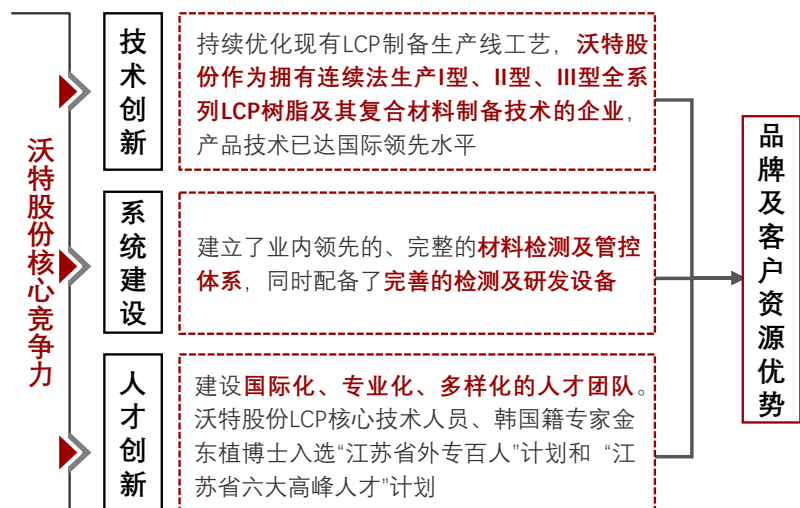 沃特股份核心竞争力
技术创新
持续优化现有LCP制备生产线工艺，沃特股
份作为拥有连续法生产I型、II型、III型全系
列LCP树脂及其复合材料制备技术的企业，
产品技术已达国际领先水平
系统建设
建立了业内领先的、完整的材料检测及管控
体系，同时配备了完善的检测及研发设备
人才创新
建设国际化、专业化、多样化的人才团队。
沃特股份LCP核心技术人员、韩国籍专家金
东植博士入选“江苏省外专百人”计划和 “江
苏省六大高峰人才”计划
品牌及客户资源优势